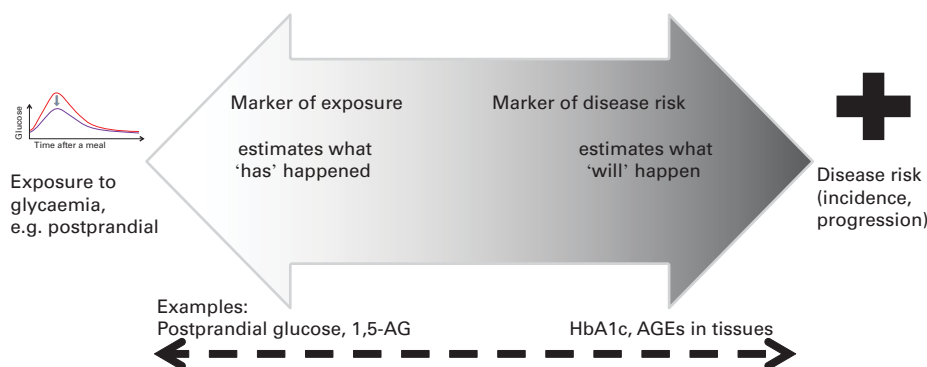 Glucose
Time after a meal
Exposure to
glycaemia,
e.g. postprandial
Marker of exposure
estimates what
‘has’ happened
Marker of disease risk
estimates what
‘will’ happen
Disease risk
(incidence,
progression)
Examples:
Postprandial glucose, 1,5-AG
HbA1c, AGEs in tissues